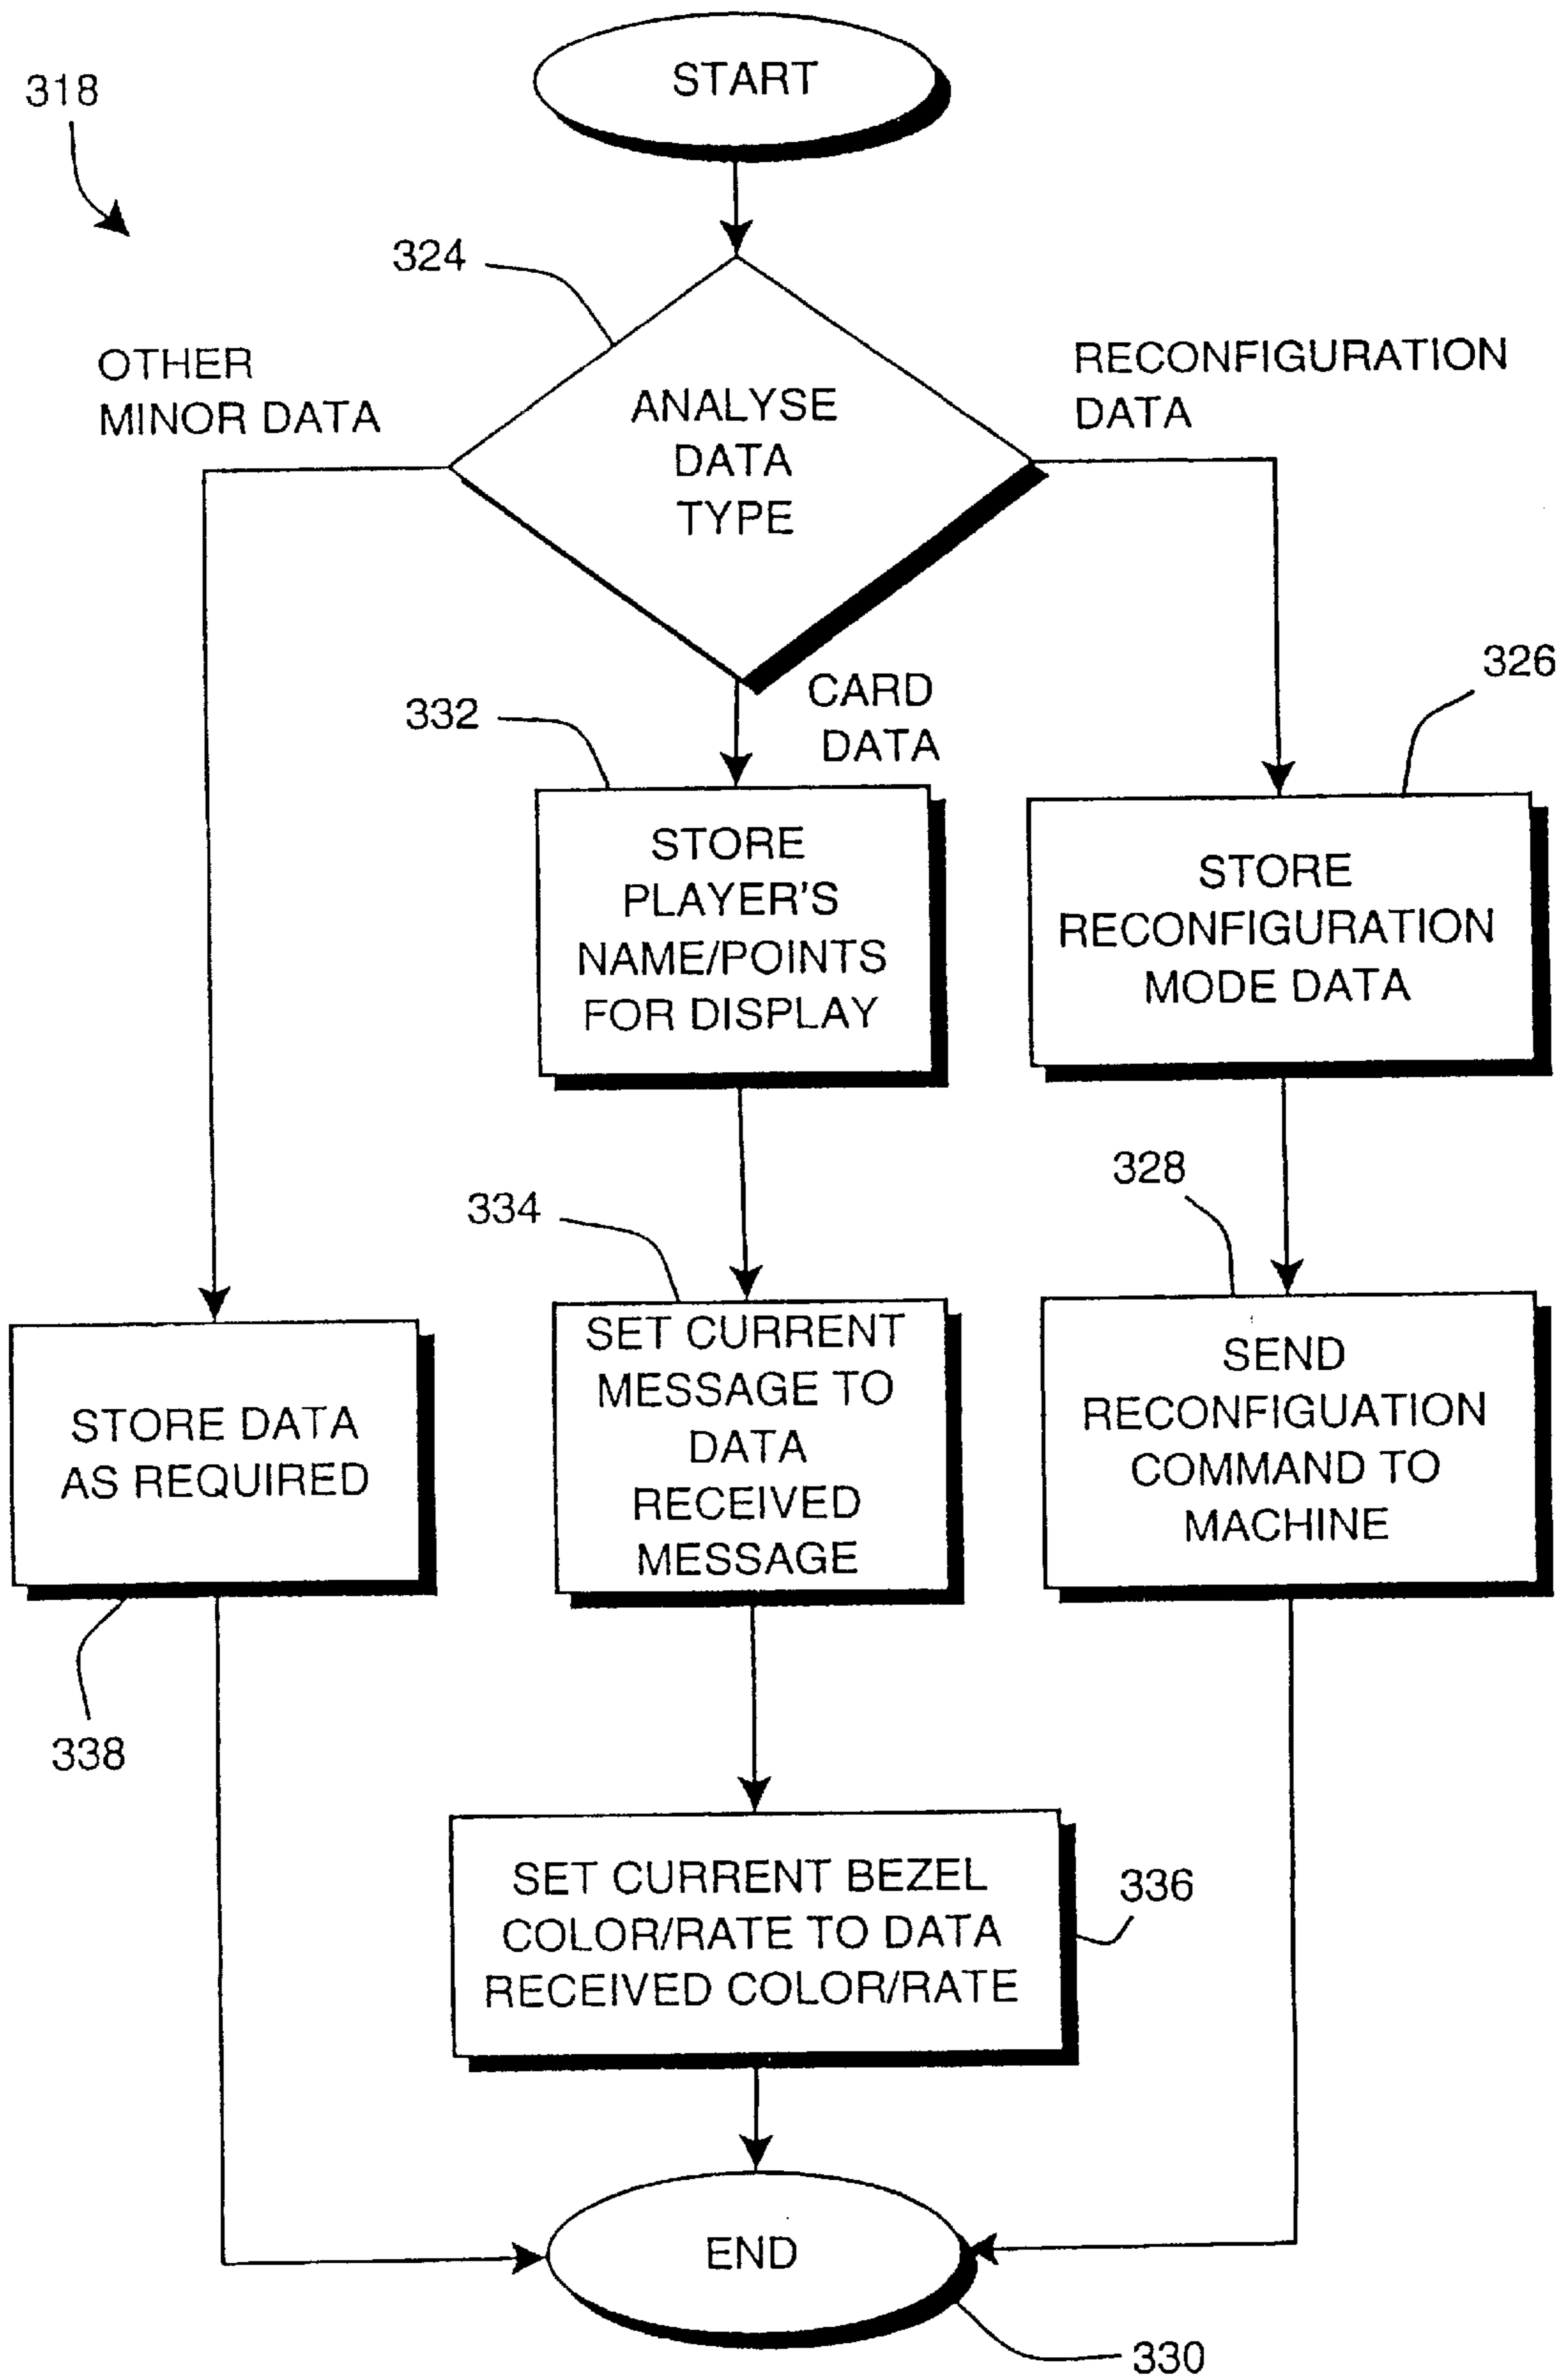 START
318
324
OTHER
MINOR DATA
ANALYSE
DATA
TYPE
RECONFIGURATION
DATA
326
332
CARD
DATA
STORE
PLAYER'S
NAME/POINTS
FOR DISPLAY
STORE
RECONFIGURATION
MODE DATA
328
334
STORE DATA
AS REQUIRED
SET CURRENT
MESSAGE TO
DATA
RECEIVED
MESSAGE
SEND
RECONFIGUATION
COMMAND TO
MACHINE
338
SET CURRENT BEZEL
COLOR/RATE TO DATA
RECEIVED COLOR/RATE
336
END
330